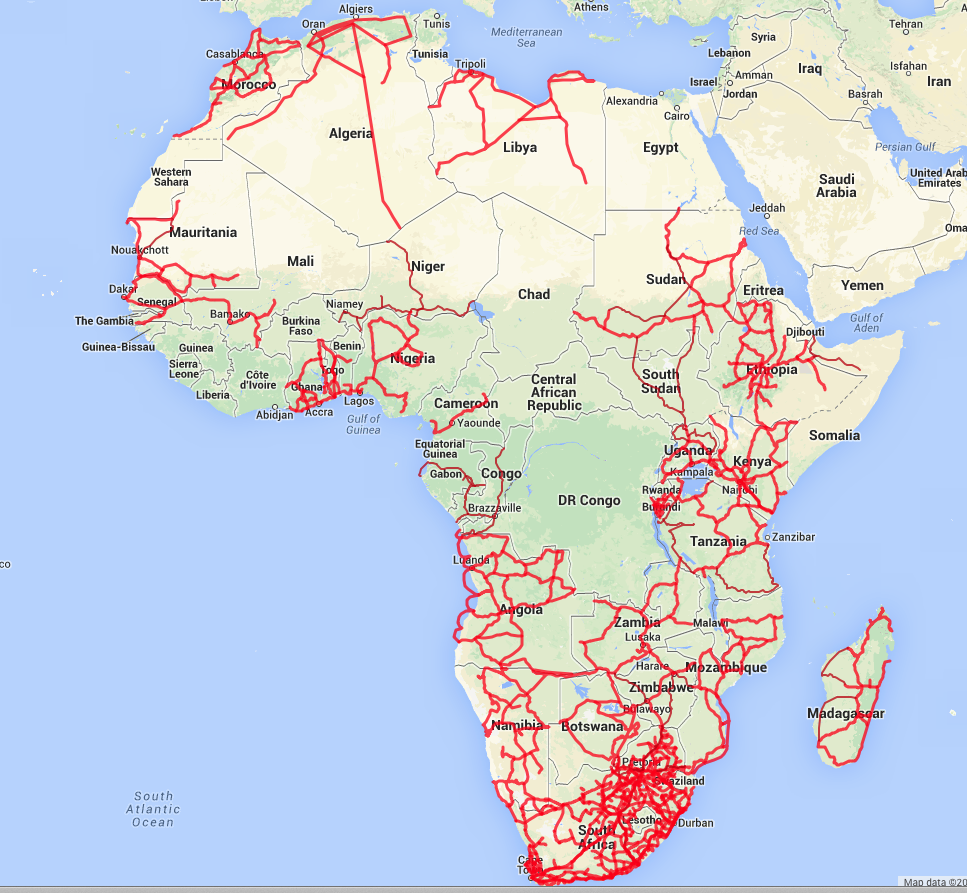 Lisbon
Athens
Algiers
Oran
Tunis
Tehran
Mediterranean
Sea
Syria
Casablanca
Tunisia
Lebanon
Iraq
Isfahan
Tripoli
Israel
Amman
Iran
Morocco
Jordan
Basrah
Alexandria
Cairo
Algeria
Libya
Egypt
Persian Gulf
Western
Sahara
Saudi
Arabia
United Arab
Emirates
Jeddah
Mauritania
Red Sea
Oma
Nouakchott
Mali
Niger
Sudan
Dakar
Chad
Eritrea
Yemen
Senegal
Niamey
The Gambia
Bamako
Burkina
Faso
Gulf of
Aden
Guinea-Bissau
Guinea
Benin
Djibouti
Nigeria
Sierra
Leone
Togo
Ethiopia
Côte
d'Ivoire
Ghana
South
Sudan
Central
African
Republic
Liberia
Lagos
Cameroon
Abidjan
Accra
Gulf of
Guinea
Yaounde
Somalia
Equatorial
Guinea
Uganda
Kenya
Gabon
Congo
Kampala
Rwanda
Nairobi
DR Congo
Burundi
Brazzaville
Tanzania
Zanzibar
Luanda
co
Angola
Zambia
Malawi
Lusaka
Harare
Mozambique
Zimbabwe
Bulawayo
Madagascar
Namibia
Botswana
Pretoria
Swaziland
South
Atlantic
Ocean
Lesotho
Durban
South
Africa
Cape
Town
Map data ©20